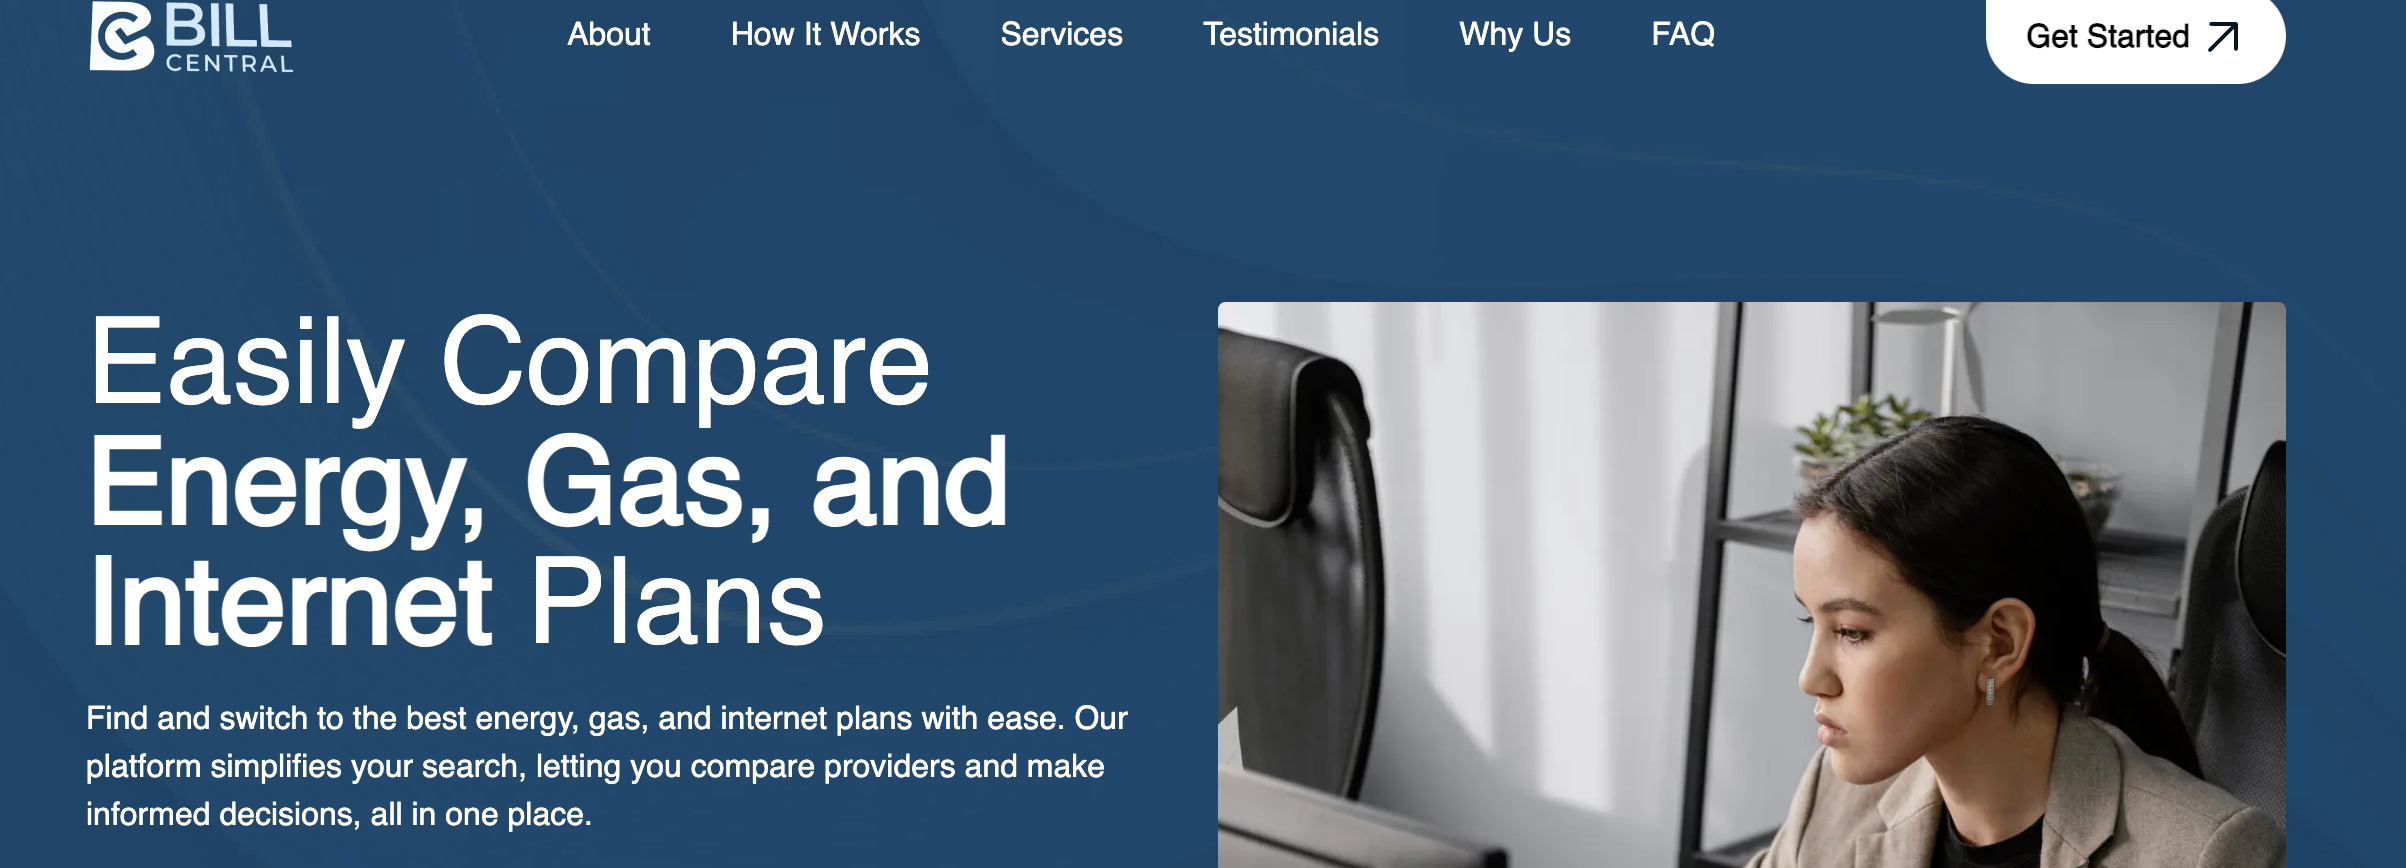 BILL
CENTRAL
About
How It Works
Services
Testimonials
Why Us
FAQ
Get Started
Easily Compare
Energy, Gas, and
Internet Plans
Find and switch to the best energy, gas, and internet plans with ease. Our
platform simplifies your search, letting you compare providers and make
informed decisions, all in one place.